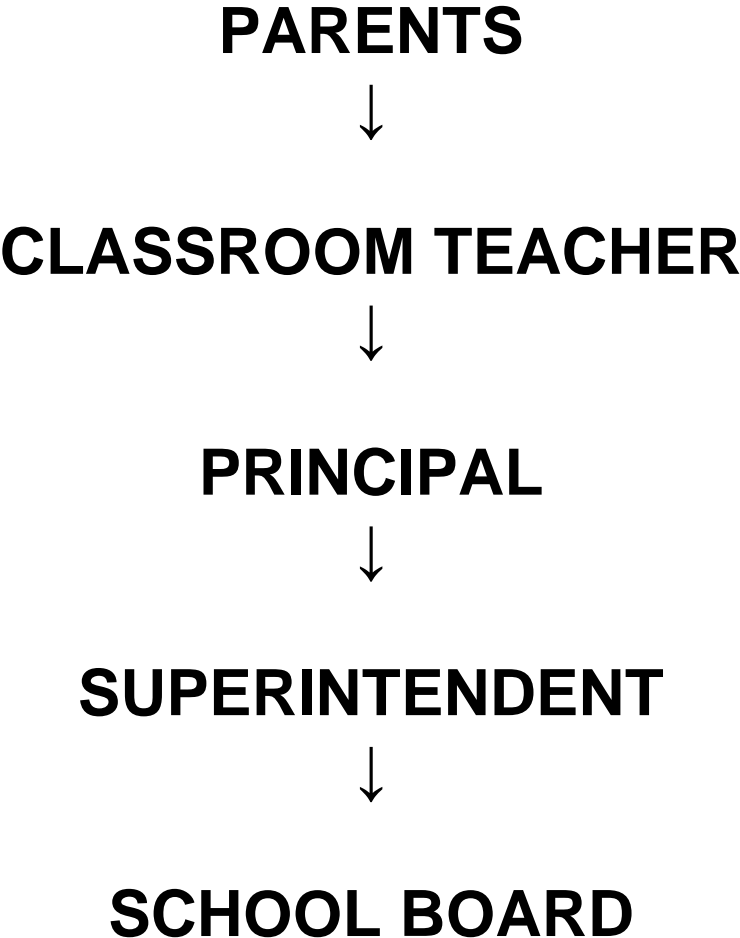 PARENTS
↓
CLASSROOM TEACHER
↓
PRINCIPAL
↓
SUPERINTENDENT
↓
SCHOOL BOARD